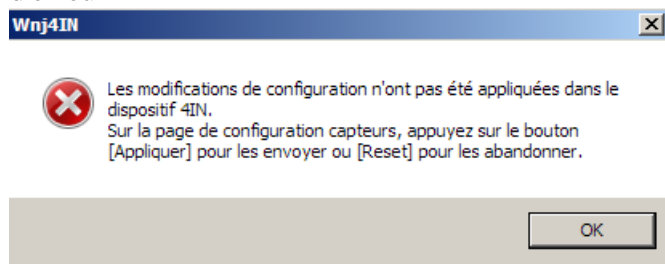 Wnj4IN
Les modifications de configuration n'ont pas été appliquées dans le
dispositif 4IN.
Sur la page de configuration capteurs, appuyez sur le bouton
[Appliquer] pour les envoyer ou [Reset] pour les abandonner.
OK